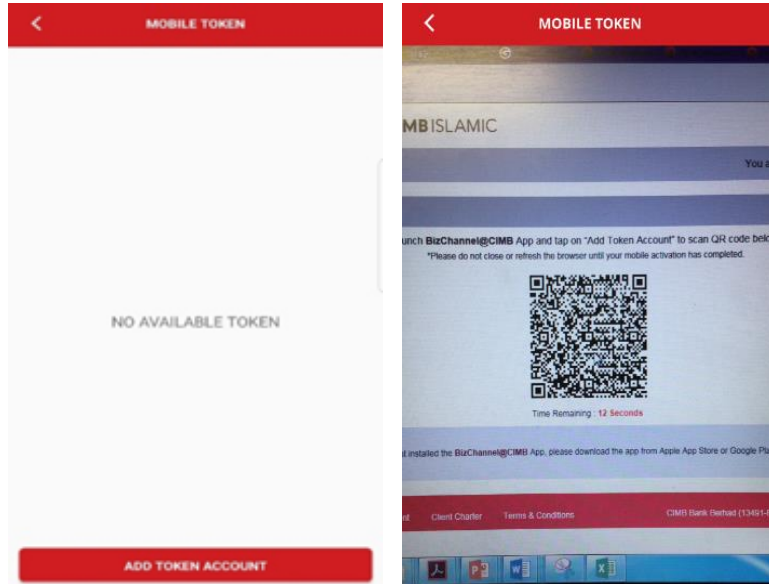 MOBILE TOKEN
NO AVAILABLE TOKEN
ADD TOKEN ACCOUNT
MOBILE TOKEN
MB ISLAMIC
You a
unch BizChannel@CIMB App and tap on "Add Token Account" to scan QR code belo
*Please do not close or refresh the browser until your mobile activation has completed.
Time Remaining : 12 Seconds
t installed the BizChannel@CIMB App, please download the app from Apple App Store or Google Pla
nt Client Charter Terms & Conditions CIMB Bank Berhad (13491-